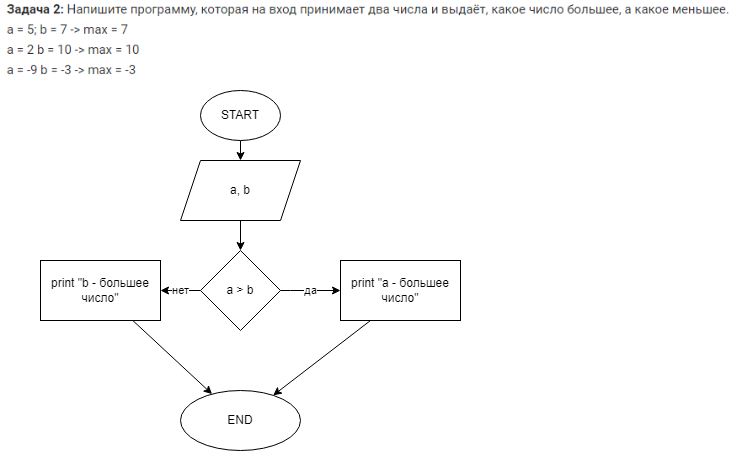 Задача 2: Напишите программу, которая на вход принимает два числа и выдаёт, какое число большее, а какое меньшее.
a = 5; b = 7 -> max = 7
a = 2 b = 10 -> max = 10
a = -9 b = -3 -> max = -3
START
a, b
print "b - большее
число"
нет
a > b
да
print "a - большее
число"
END